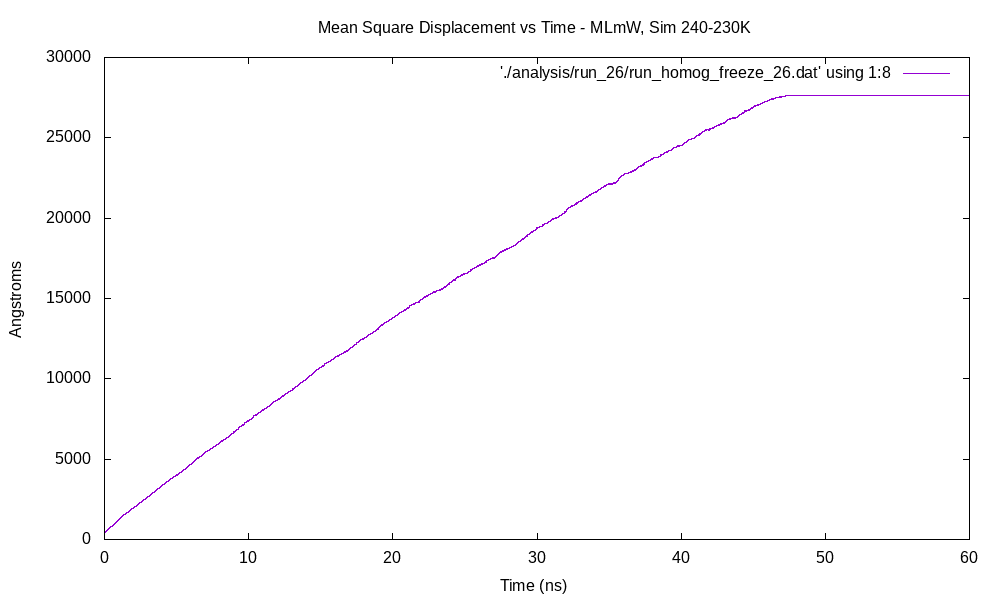 Mean Square Displacement vs Time - MLmW, Sim 240-230K
30000
'./analysis/run_26/run_homog_freeze_26.dat' using 1:8
25000
20000
15000
10000
5000
0
Angstroms
0 10 20 30 40 50 60
Time (ns)